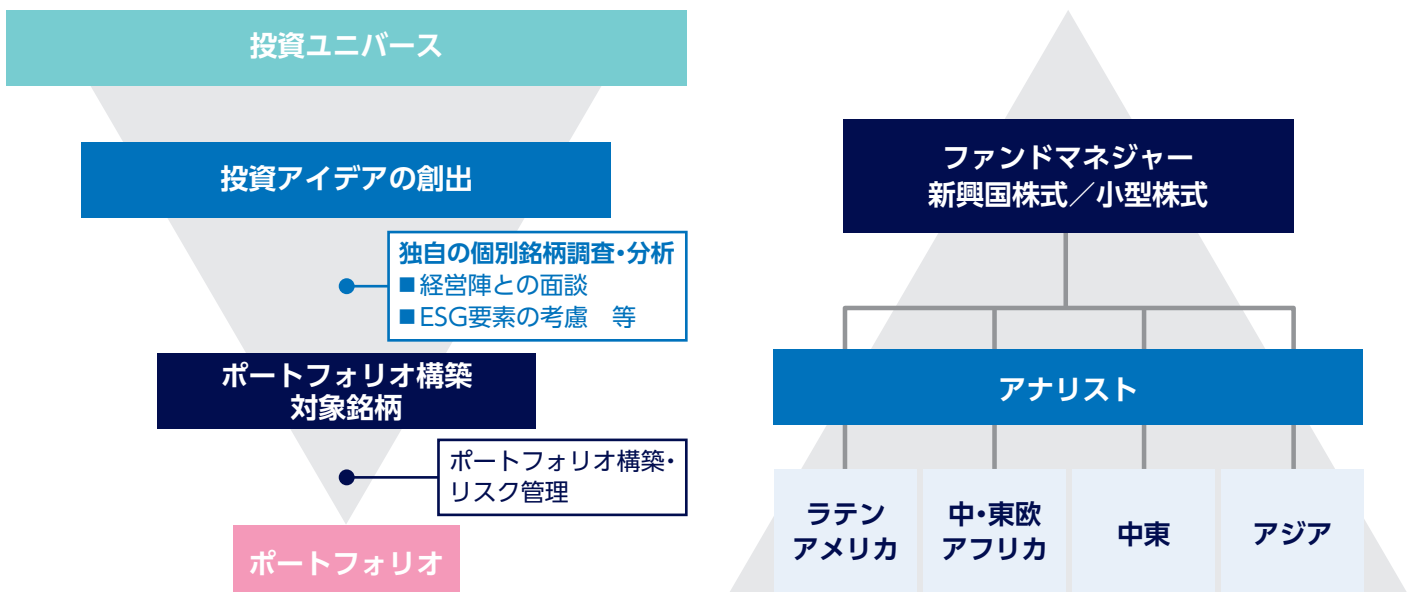 投資ユニバース
投資アイデアの創出
独自の個別銘柄調査・分析
■経営陣との面談
■ESG要素の考慮　等
ポートフォリオ構築
対象銘柄
ポートフォリオ構築・
リスク管理
ポートフォリオ
ファンドマネジャー
新興国株式／小型株式
アナリスト
ラテン
アメリカ
中・東欧
アフリカ
中東
アジア